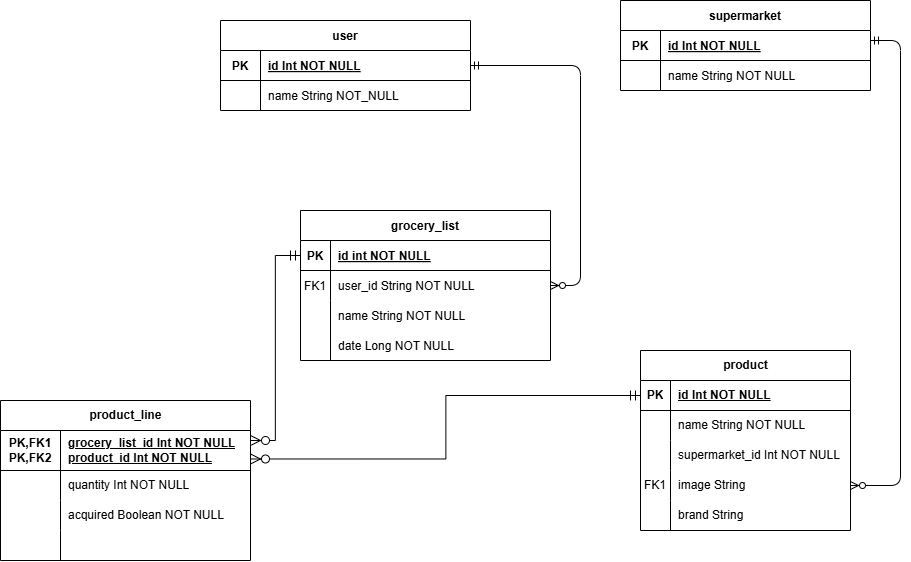 user
PK id Int NOT NULL
name String NOT_NULL
supermarket
PK id Int NOT NULL
name String NOT NULL
grocery_list
PK id int NOT NULL
FK1 user_id String NOT NULL
name String NOT NULL
date Long NOT NULL
product
PK id Int NOT NULL
name String NOT NULL
supermarket_id Int NOT NULL
FK1 image String
brand String
product_line
PK,FK1 grocery_list_id Int NOT NULL
PK,FK2 product_id Int NOT NULL
quantity Int NOT NULL
acquired Boolean NOT NULL